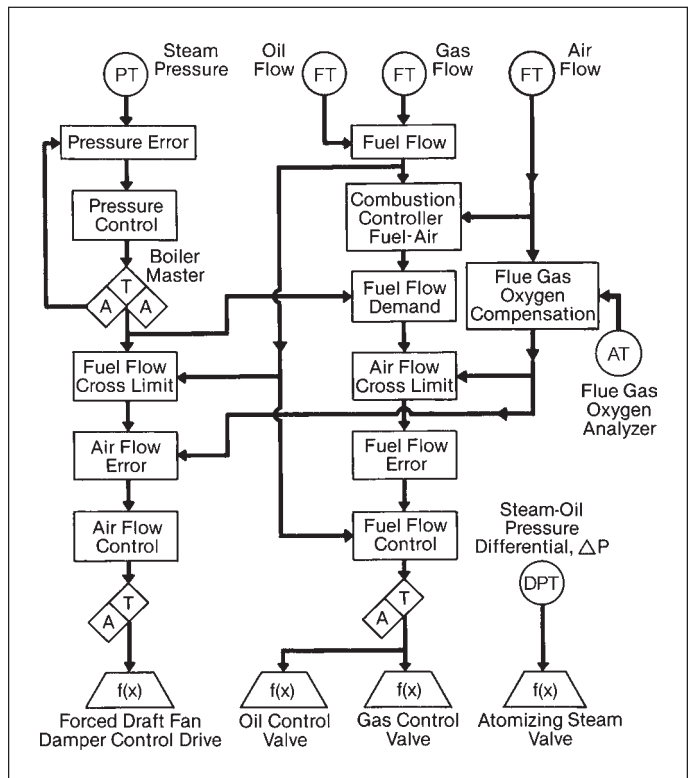 Steam
Pressure
PT
Oil
Flow
FT
Gas
Flow
FT
Air
Flow
FT
Pressure Error
Fuel Flow
Pressure
Control
Combustion
Controller
Fuel-Air
Boiler
Master
T
A
A
Fuel Flow
Demand
Flue Gas
Oxygen
Compensation
AT
Flue Gas
Oxygen
Analyzer
Fuel Flow
Cross Limit
Air Flow
Cross Limit
Air Flow
Error
Fuel Flow
Error
Air Flow
Control
Fuel Flow
Control
Steam-Oil
Pressure
Differential, △P
DPT
T
A
T
A
f(x)
f(x)
f(x)
f(x)
Forced Draft Fan
Damper Control Drive
Oil Control
Valve
Gas Control
Valve
Atomizing Steam
Valve